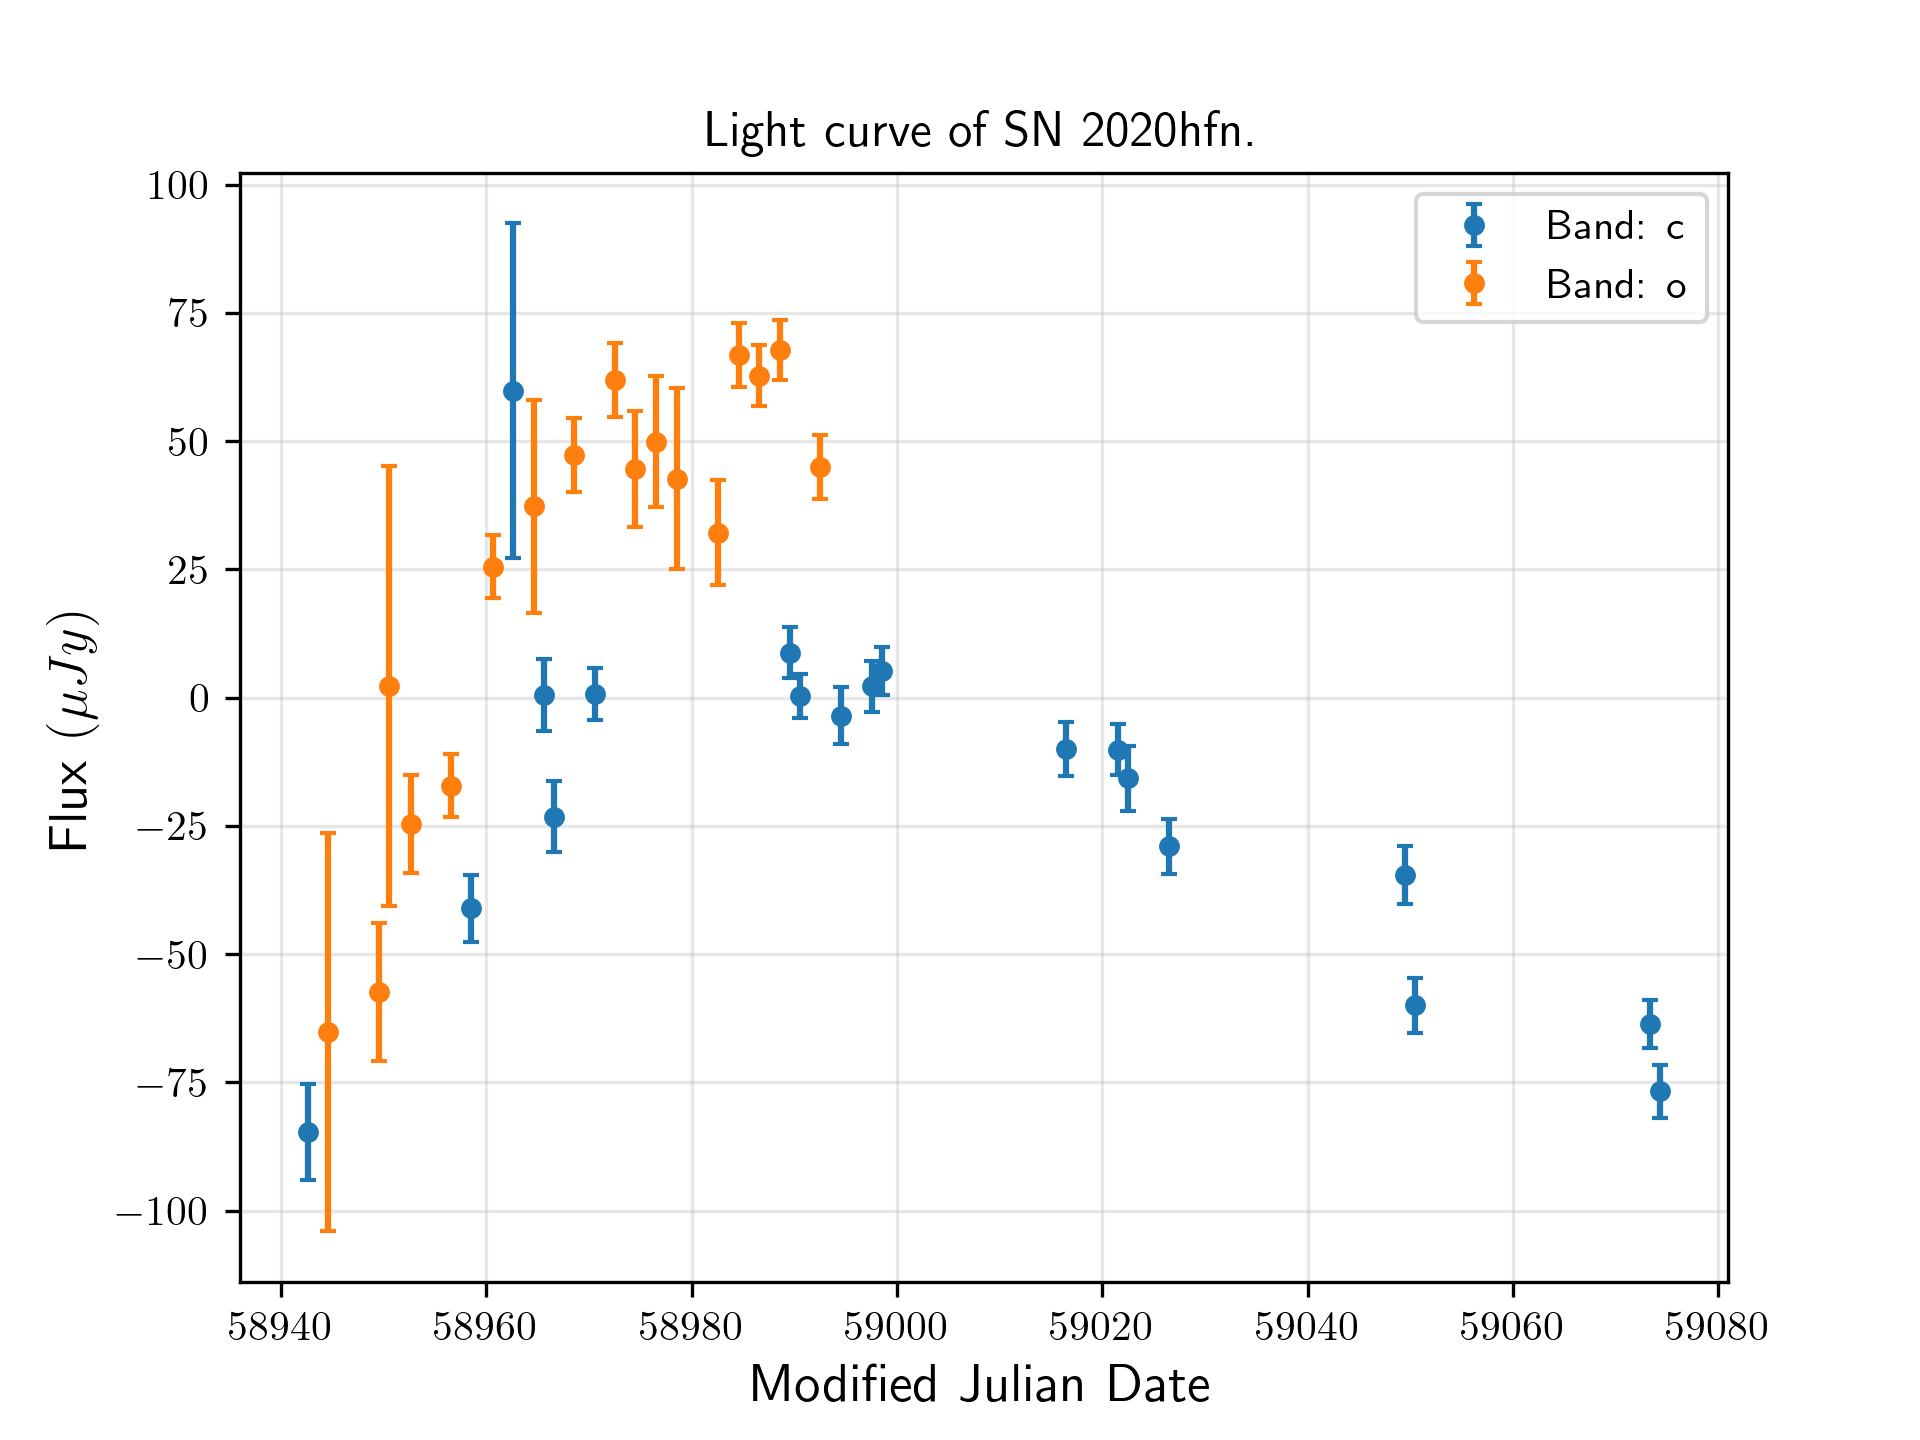 Light curve of SN 2020hfn.
100
75
50
25
0
−25
−50
−75
−100
Flux (μJy)
Band: c
Band: o
58940 58960 58980 59000 59020 59040 59060 59080
Modified Julian Date